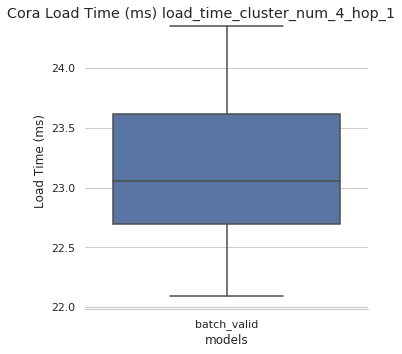 Cora Load Time (ms) load_time_cluster_num_4_hop_1
Load Time (ms)
24.0
23.5
23.0
22.5
22.0
batch_valid
models